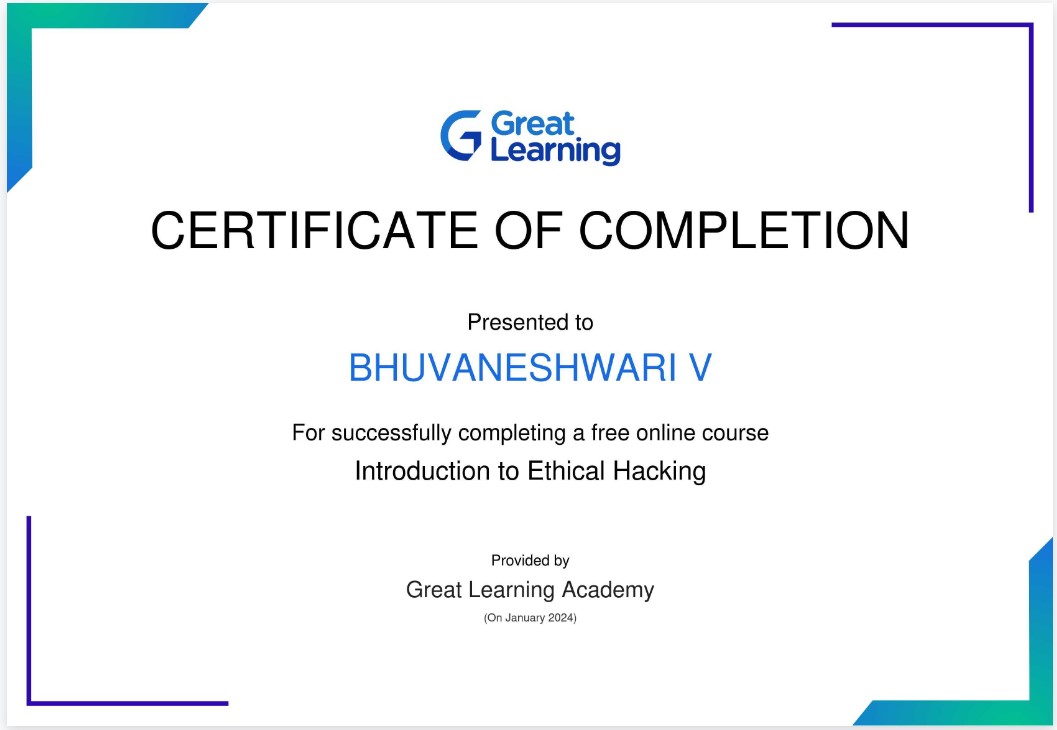 Great
Learning
CERTIFICATE OF COMPLETION
Presented to
BHUVANESHWARI V
For successfully completing a free online course
Introduction to Ethical Hacking
Provided by
Great Learning Academy
(On January 2024)